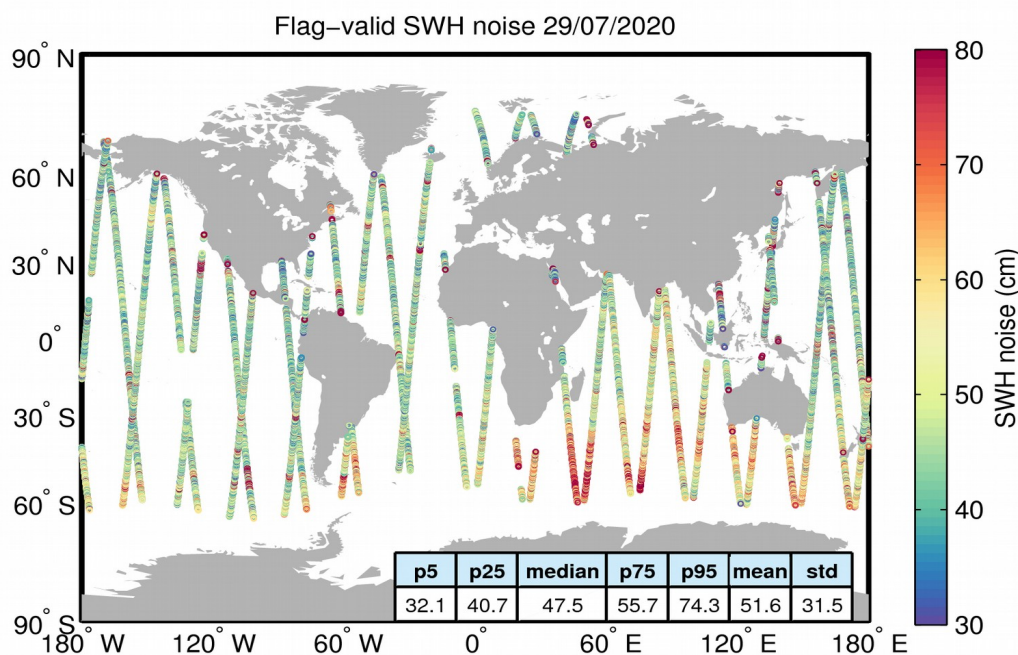 Flag−valid SWH noise 29/07/2020
90° N
60° N
30° N
0°
30° S
60° S
90° S
180° W 120° W 60° W 0° 60° E 120° E 180° E
p5 p25 median p75 p95 mean std
32.1 40.7 47.5 55.7 74.3 51.6 31.5
80
70
60
50
40
30
SWH noise (cm)